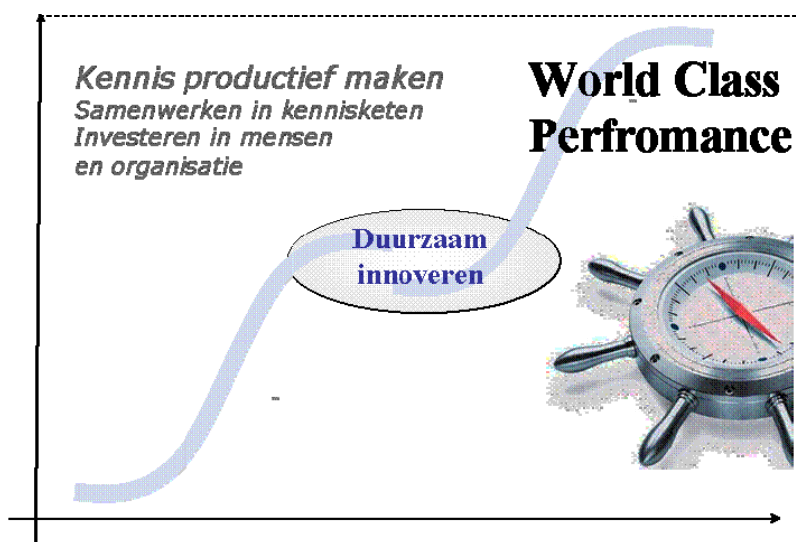 Kennis productief maken
Samenwerken in kennisketen
Investeren in mensen
en organisatie
World Class
Perfromance
Duurzaam
innoveren